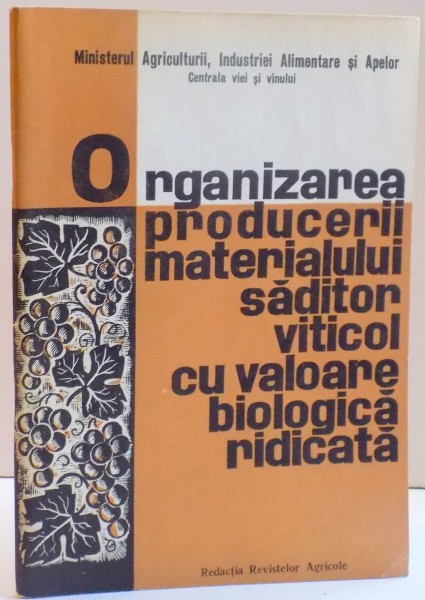 Ministerul Agriculturii, Industriei Alimentare și Apelor
Centrala viei și vinului
Organizarea
producerii
materialului
săditor
viticol
cu valoare
biologică
ridicată
Redacția Revistelor Agricole